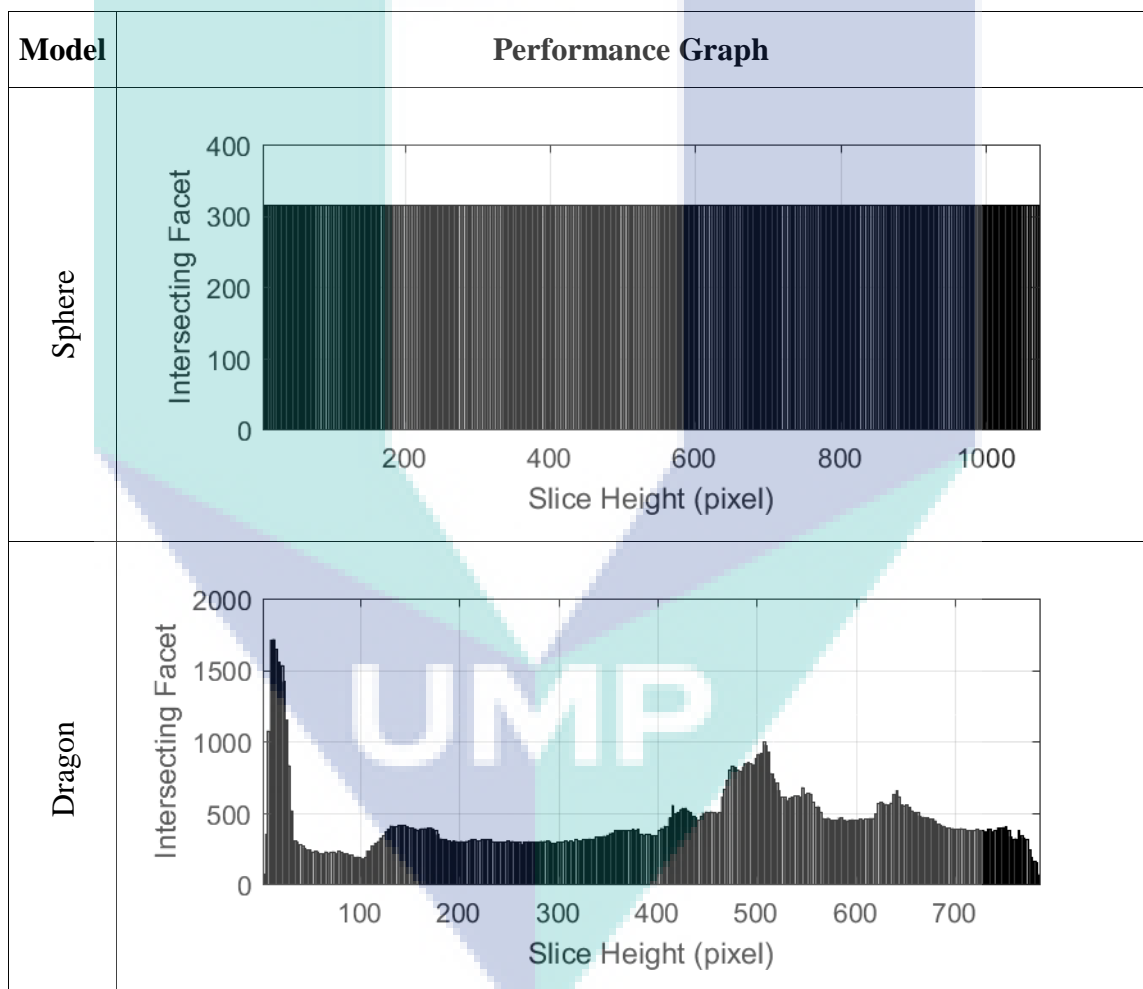 Model Performance Graph
Sphere
Intersecting Facet
400
300
200
100
0
200 400 600 800 1000
Slice Height (pixel)
Dragon
Intersecting Facet
2000
1500
1000
500
0
100 200 300 400 500 600 700
Slice Height (pixel)
UMP